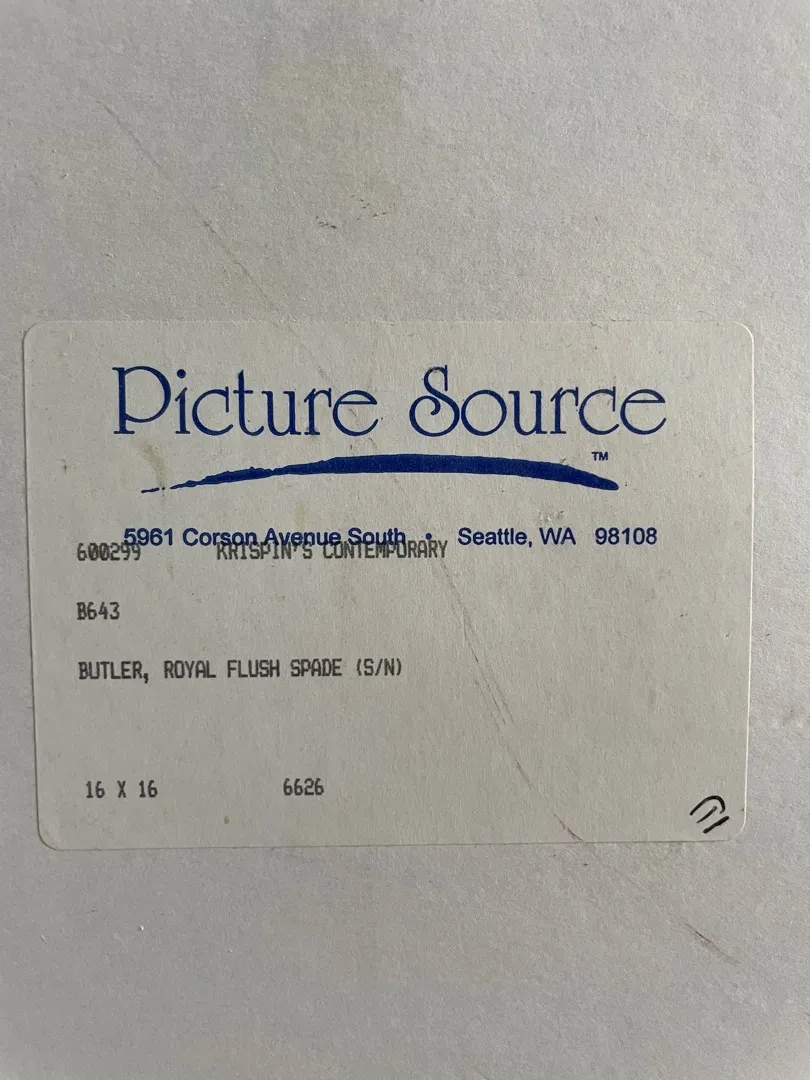 Picture Source
TM
5961 Corson Avenue South • Seattle, WA 98108
600299 KRISPIN'S CONTEMPORARY
B643
BUTLER, ROYAL FLUSH SPADE (S/N)
16 X 16 6626